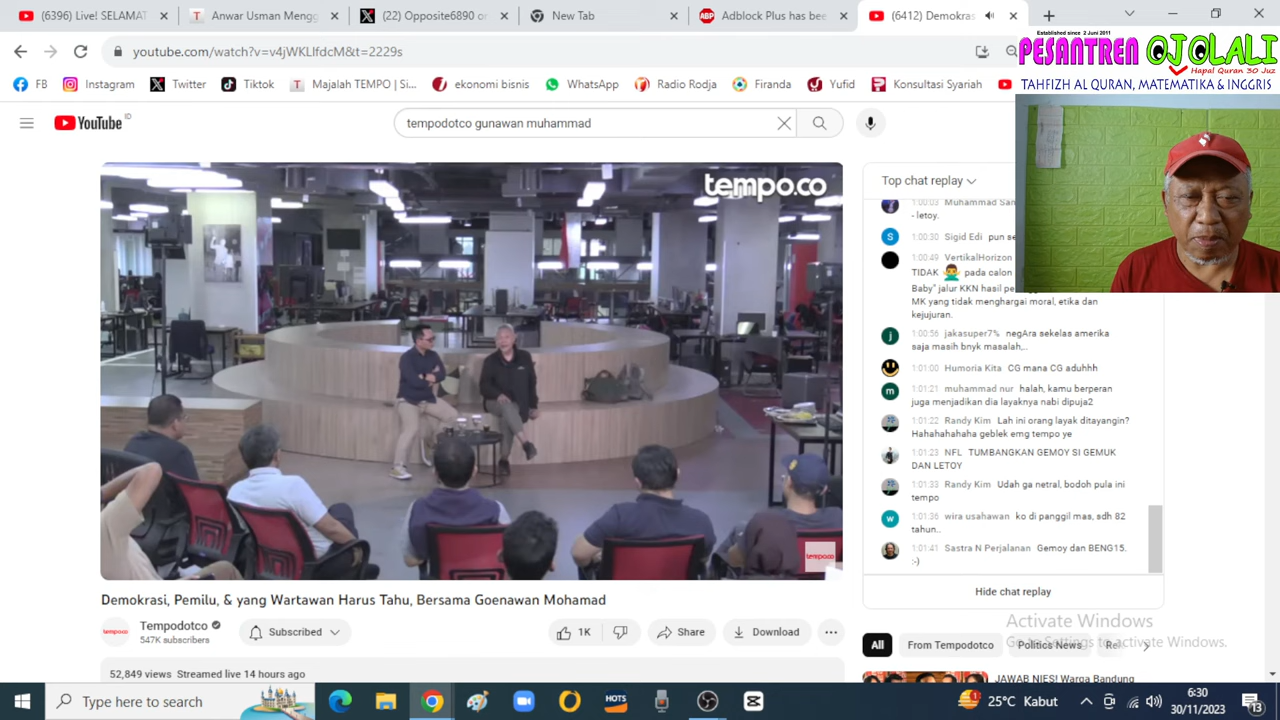 (6396) Live! SELAMAT
Anwar Usman Mengg
(22) Opposite6890 or
New Tab
Adblock Plus has bee
(6412) Demokras
youtube.com/watch?v=v4jWKLIfdcM&t=2229s
Established since 2 Juni 2011
PESANTREN OJOLALI
Hapal Quran 30 Juz
TAHFIZH AL QURAN, MATEMATIKA & INGGRIS
FB
Instagram
Twitter
Tiktok
Majalah TEMPO | Si...
ekonomi bisnis
WhatsApp
Radio Rodja
Firanda
Yufid
Konsultasi Syariah
YouTube ID
tempodotco gunawan muhammad
tempo.co
Top chat replay
1:00:03 Muhammad San
- letoy.
1:00:30 Sigid Edi pun se
1:00:49 VertikalHorizon
TIDAK pada calon
Baby" jalur KKN hasil pe
MK yang tidak menghargai moral, etika dan
kejujuran.
1:00:56 jakasuper7% negAra sekelas amerika
saja masih bnyk masalah,..
1:01:00 Humoria Kita CG mana CG aduhhh
1:01:21 muhammad nur halah, kamu berperan
juga menjadikan dia layaknya nabi dipuja2
1:01:22 Randy Kim Lah ini orang layak ditayangin?
Hahahahahaha geblek emg tempo ye
1:01:23 NFL TUMBANGKAN GEMOY SI GEMUK
DAN LETOY
1:01:33 Randy Kim Udah ga netral, bodoh pula ini
tempo
1:01:36 wira usahawan ko di panggil mas, sdh 82
tahun..
1:01:41 Sastra N Perjalanan Gemoy dan BENG15.
:-)
Hide chat replay
tempo.co
Demokrasi, Pemilu, & yang Wartawan Harus Tahu, Bersama Goenawan Mohamad
tempo.co
Tempodotco
547K subscribers
Subscribed
1K
Share
Download
52,849 views Streamed live 14 hours ago
Activate Windows
Go to Settings to activate Windows.
All
From Tempodotco
Politics News
Re
JAWAB NIES! Warga Bandung
Type here to search
HOTS
25°C Kabut
6:30
30/11/2023
13